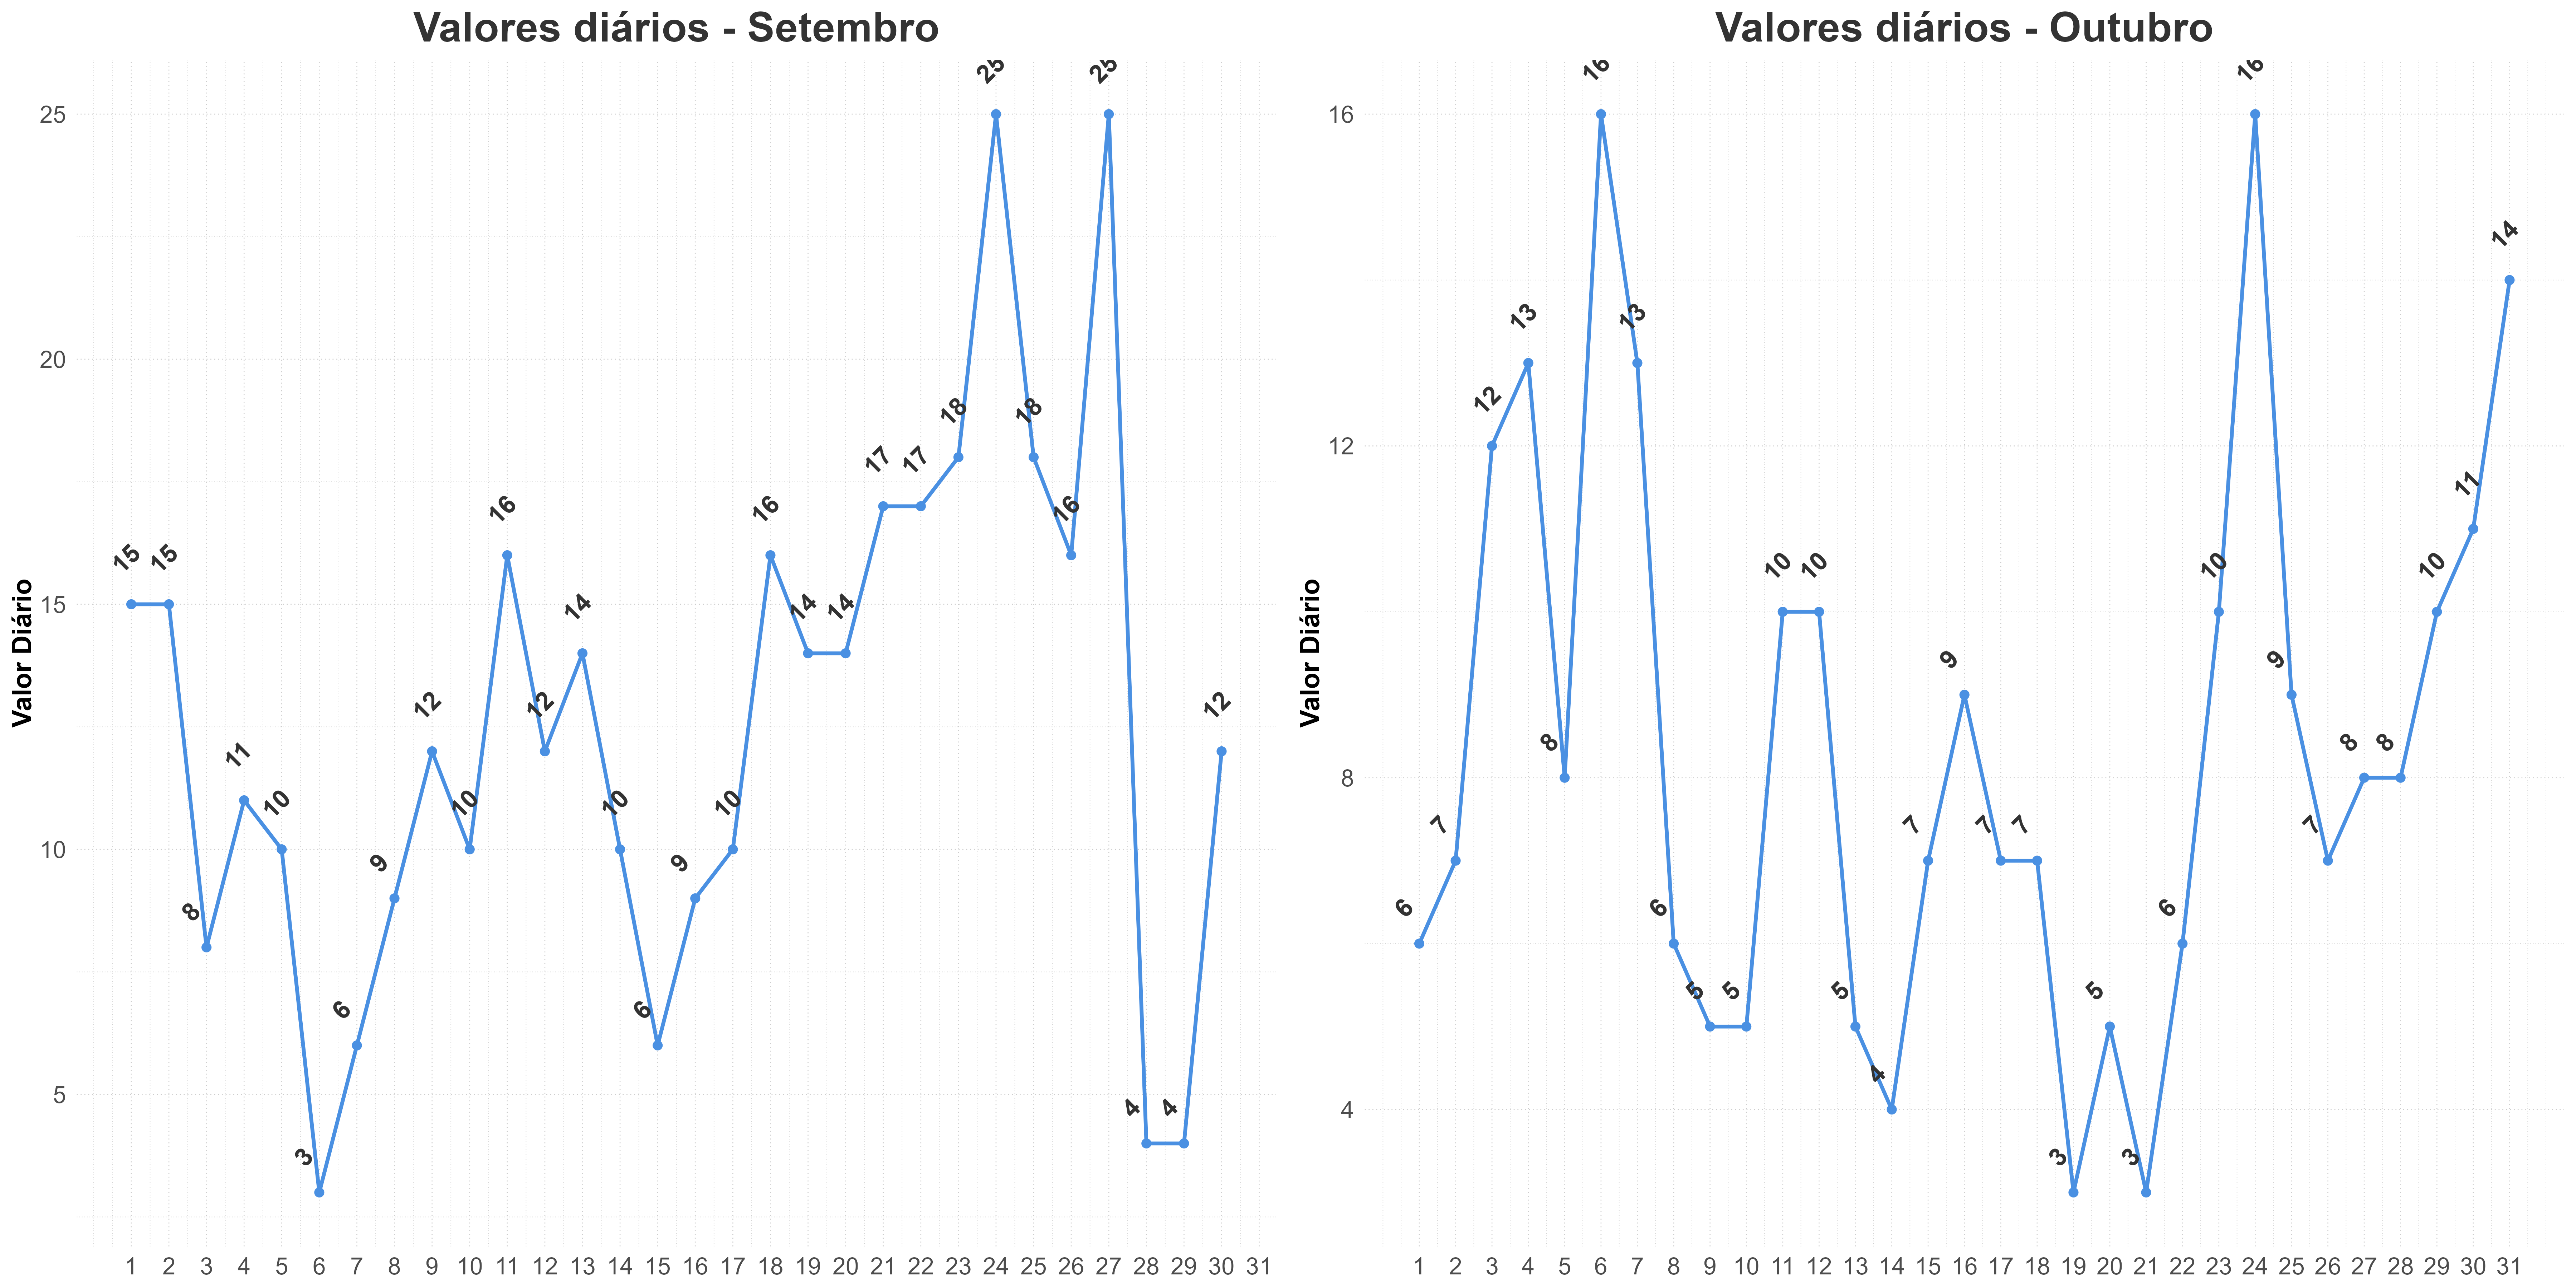 Valores diários - Setembro
25
20
15
10
5
Valor Diário
15 15 8 11 10 3 6 9 12 10 16 12 14 10 6 9 10 16 14 14 17 17 18 25 18 16 25 4 4 12
1 2 3 4 5 6 7 8 9 10 11 12 13 14 15 16 17 18 19 20 21 22 23 24 25 26 27 28 29 30 31
Valores diários - Outubro
16
12
8
4
Valor Diário
6 7 12 13 8 16 13 6 5 5 10 10 5 4 7 9 7 7 3 5 3 6 10 16 9 7 8 8 10 11 14
1 2 3 4 5 6 7 8 9 10 11 12 13 14 15 16 17 18 19 20 21 22 23 24 25 26 27 28 29 30 31